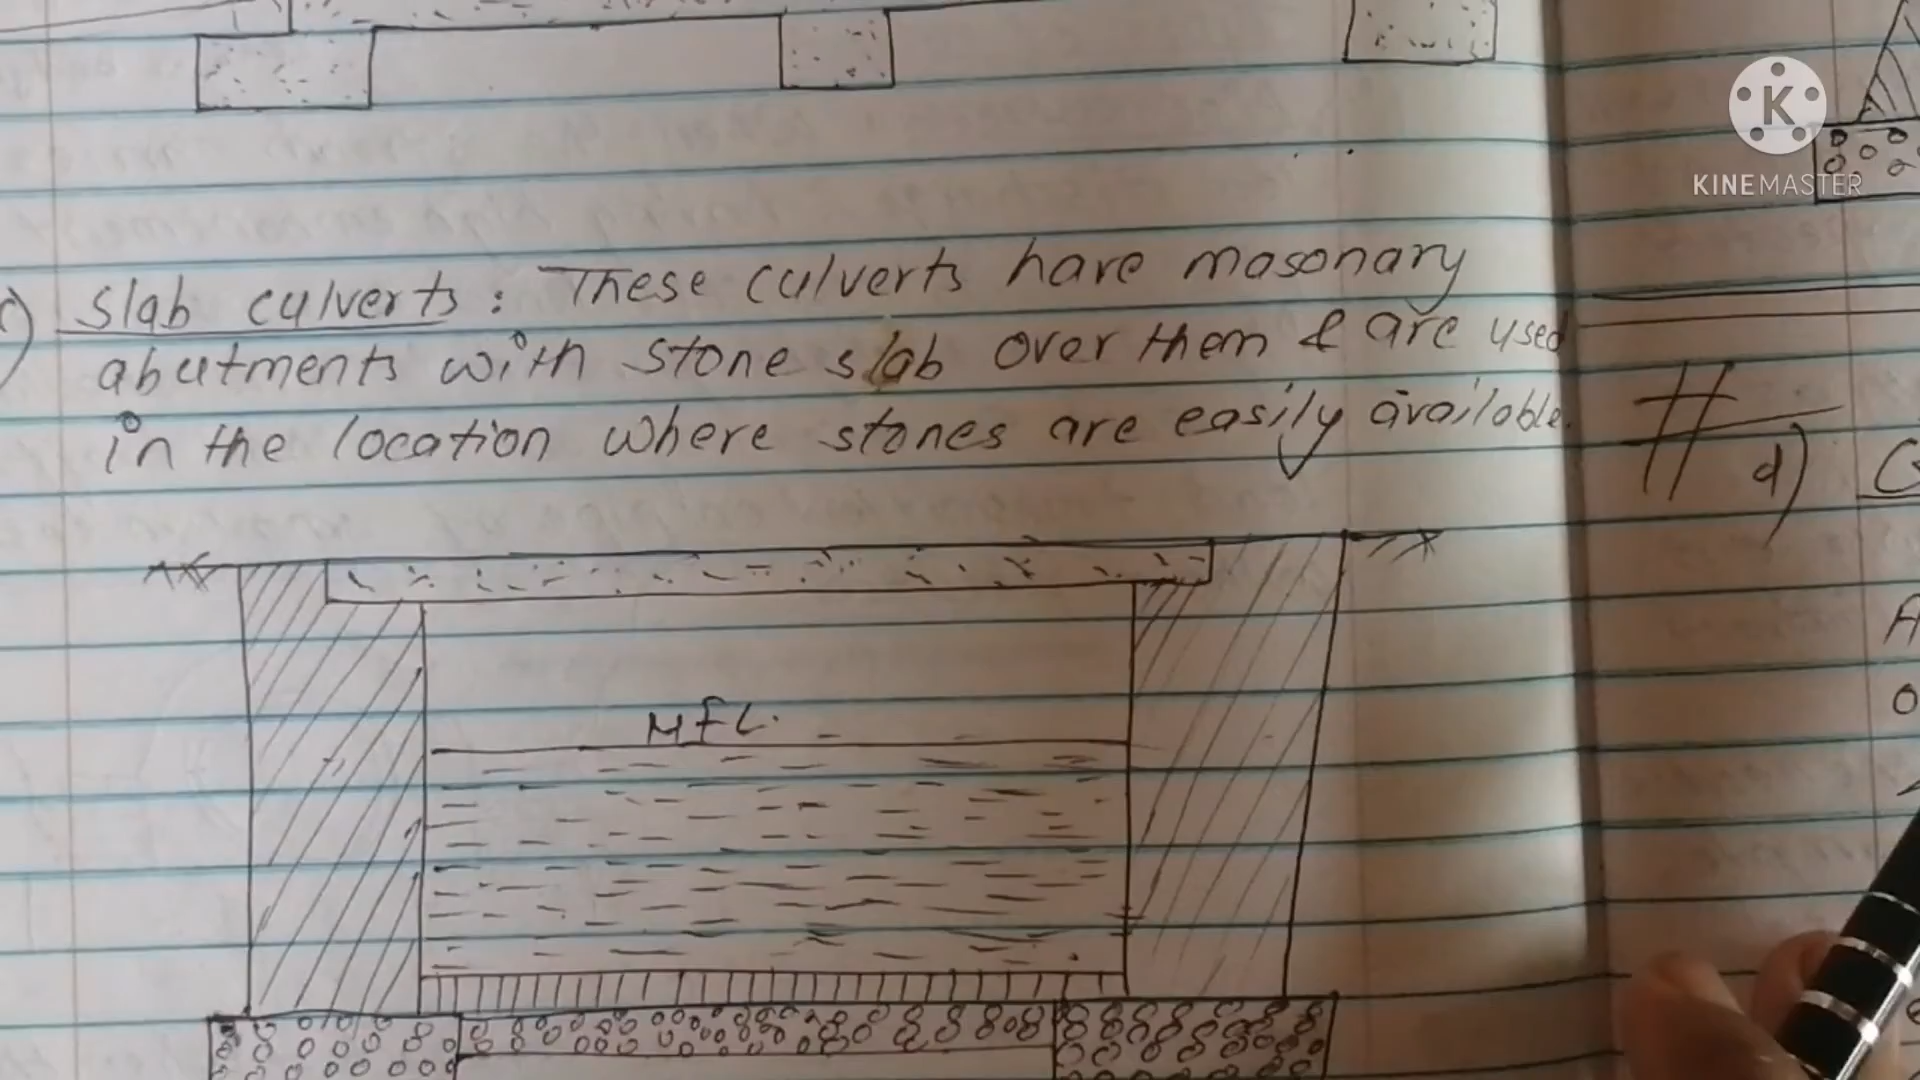 K
KINEMASTER
c) Slab culverts: These culverts have masonary
abutments with stone slab over them & are used
in the location where stones are easily available.
HFL.
#
d)